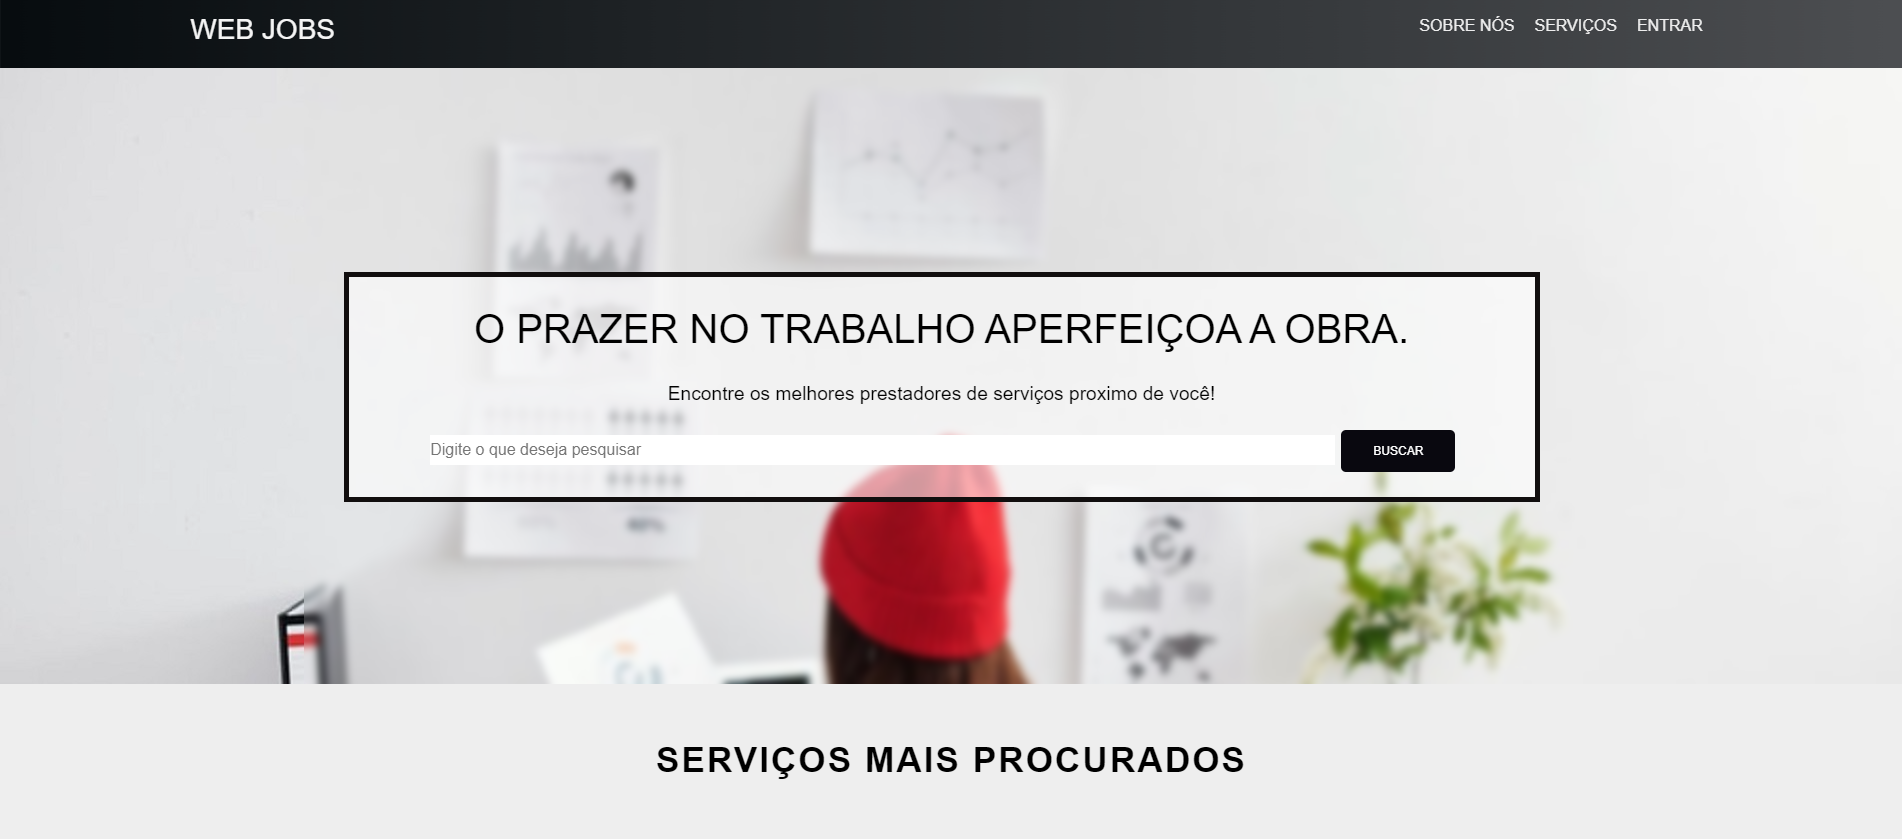 WEB JOBS
SOBRE NÓS SERVIÇOS ENTRAR
O PRAZER NO TRABALHO APERFEIÇOA A OBRA.
Encontre os melhores prestadores de serviços proximo de você!
Digite o que deseja pesquisar BUSCAR
SERVIÇOS MAIS PROCURADOS